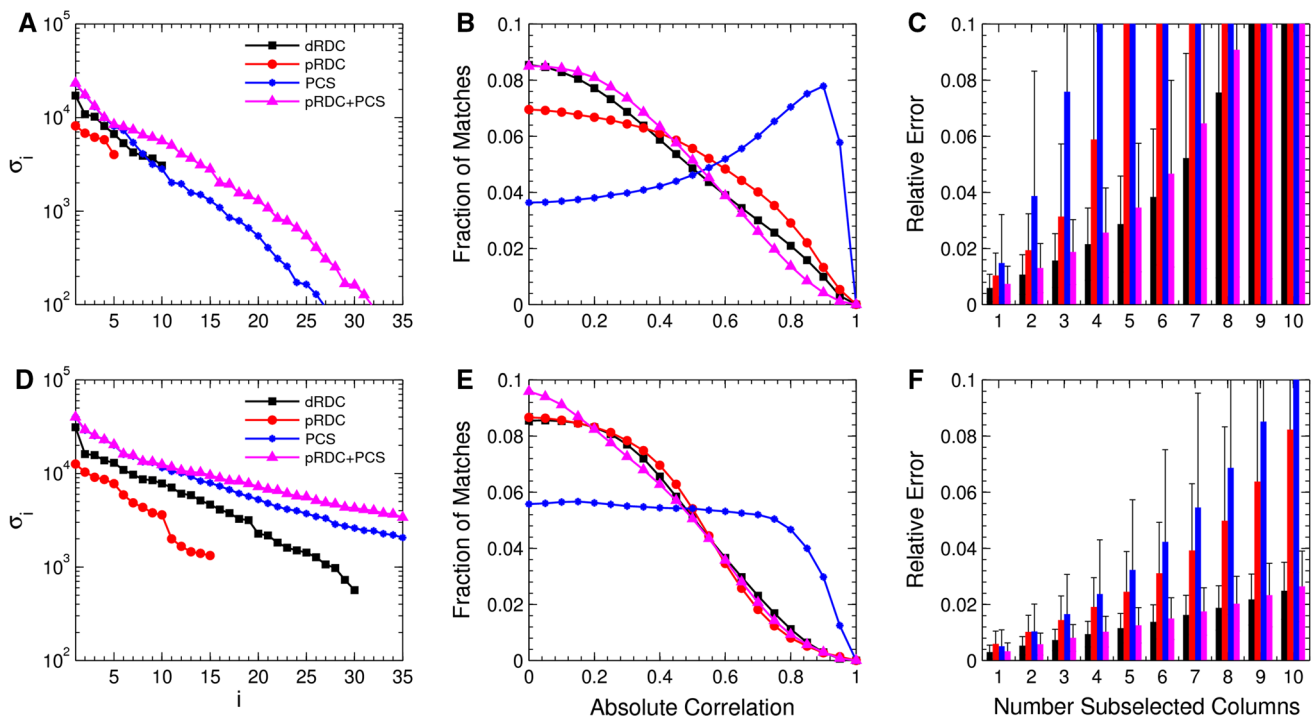 A
σi
10^5
10^4
10^3
10^2
dRDC
pRDC
PCS
pRDC+PCS
5 10 15 20 25 30 35
B
Fraction of Matches
0.1
0.08
0.06
0.04
0.02
0
0 0.2 0.4 0.6 0.8 1
C
Relative Error
0.1
0.08
0.06
0.04
0.02
0
1 2 3 4 5 6 7 8 9 10
D
σi
10^5
10^4
10^3
10^2
dRDC
pRDC
PCS
pRDC+PCS
5 10 15 20 25 30 35
i
E
Fraction of Matches
0.1
0.08
0.06
0.04
0.02
0
0 0.2 0.4 0.6 0.8 1
Absolute Correlation
F
Relative Error
0.1
0.08
0.06
0.04
0.02
0
1 2 3 4 5 6 7 8 9 10
Number Subselected Columns